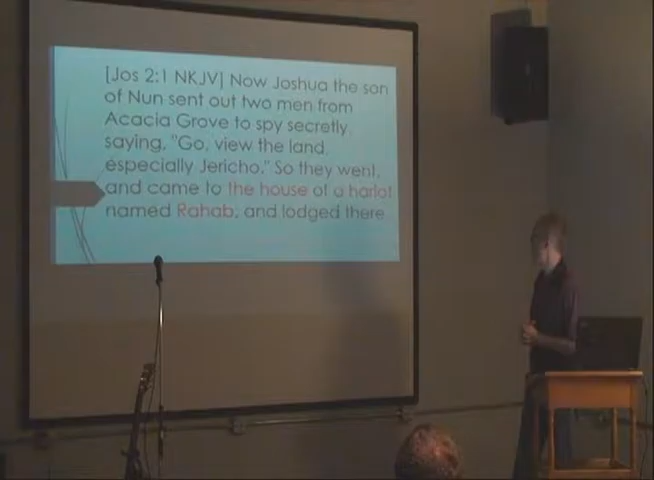 [Jos 2:1 NKJV] Now Joshua the son
of Nun sent out two men from
Acacia Grove to spy secretly,
saying, "Go, view the land,
especially Jericho." So they went,
and came to the house of a harlot
named Rahab, and lodged there.